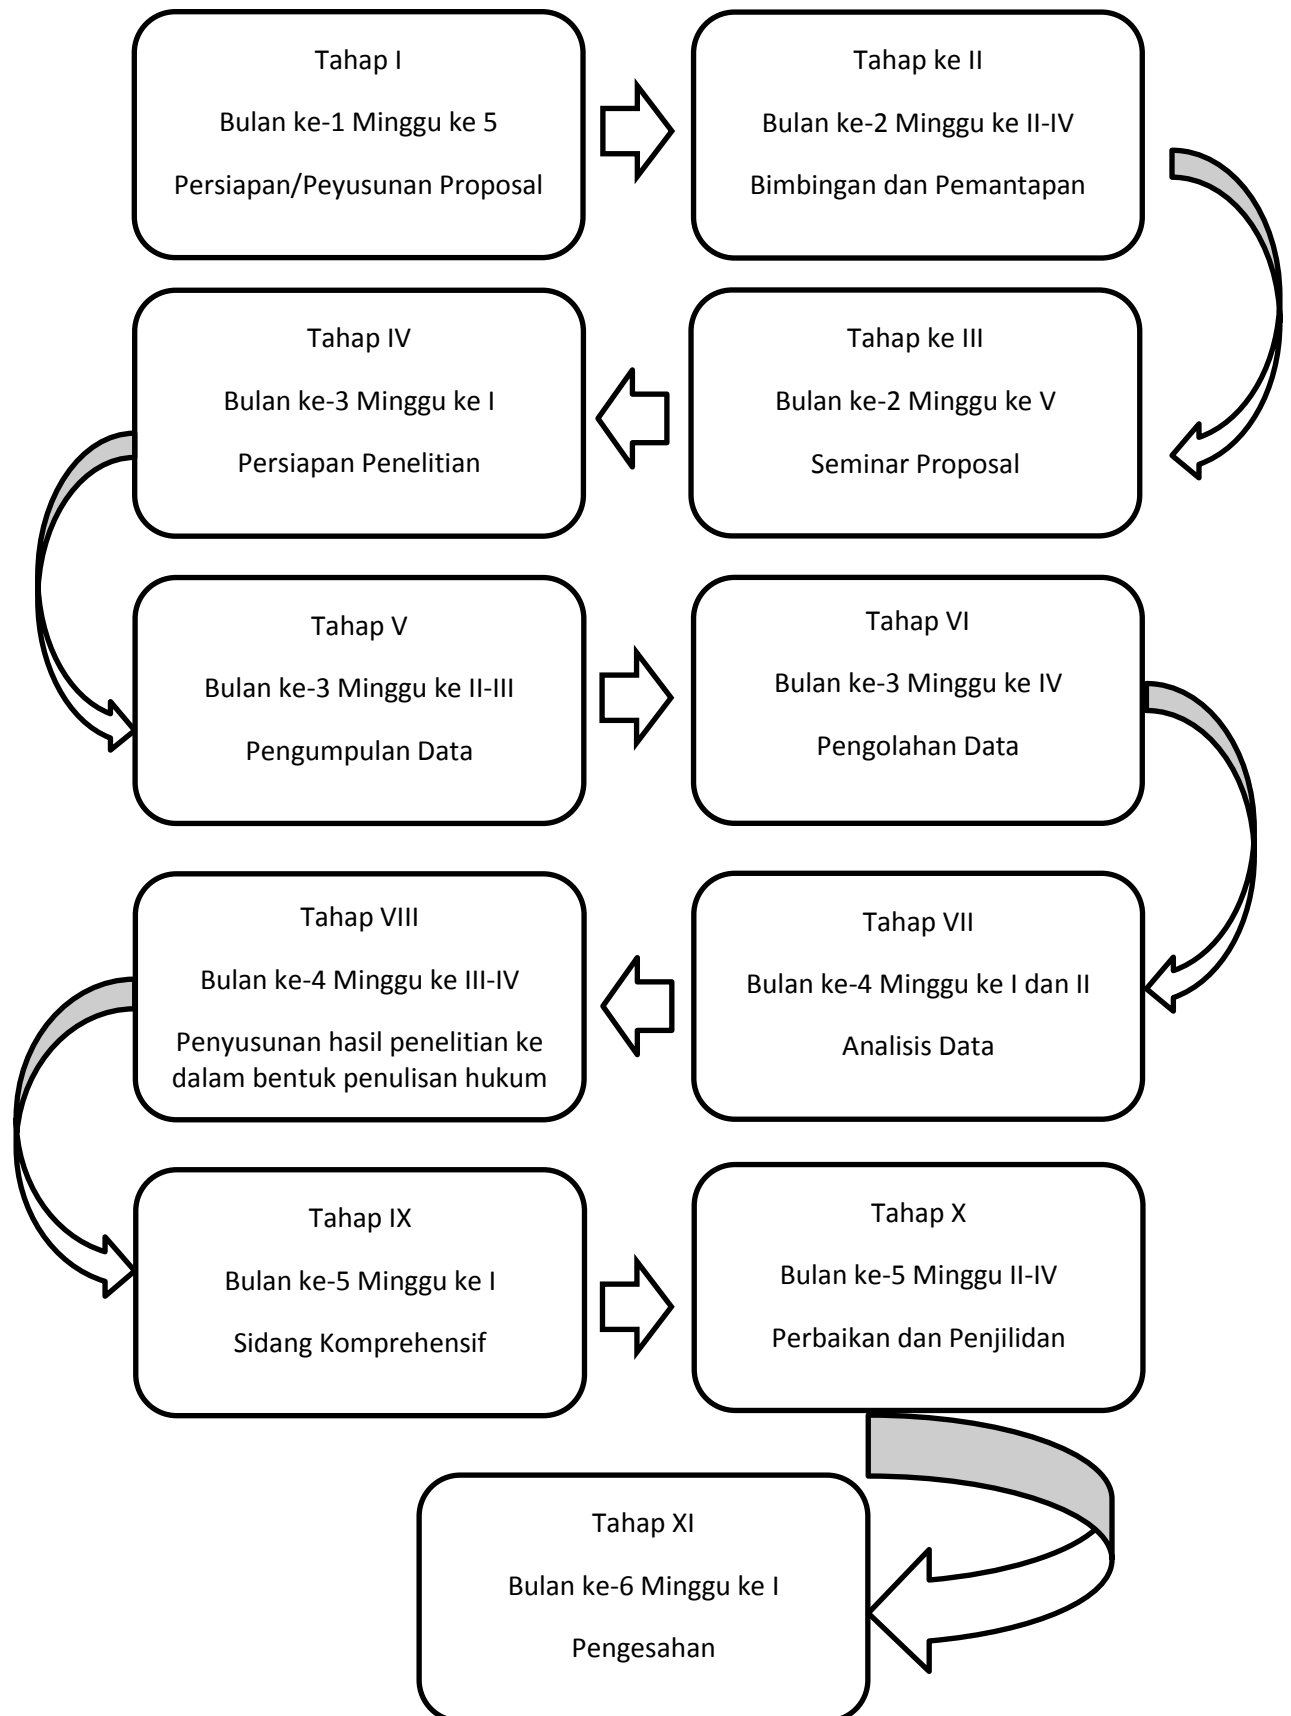 Tahap I
Bulan ke-1 Minggu ke 5
Persiapan/Peyusunan Proposal
Tahap ke II
Bulan ke-2 Minggu ke II-IV
Bimbingan dan Pemantapan
Tahap ke III
Bulan ke-2 Minggu ke V
Seminar Proposal
Tahap IV
Bulan ke-3 Minggu ke I
Persiapan Penelitian
Tahap V
Bulan ke-3 Minggu ke II-III
Pengumpulan Data
Tahap VI
Bulan ke-3 Minggu ke IV
Pengolahan Data
Tahap VII
Bulan ke-4 Minggu ke I dan II
Analisis Data
Tahap VIII
Bulan ke-4 Minggu ke III-IV
Penyusunan hasil penelitian ke
dalam bentuk penulisan hukum
Tahap IX
Bulan ke-5 Minggu ke I
Sidang Komprehensif
Tahap X
Bulan ke-5 Minggu II-IV
Perbaikan dan Penjilidan
Tahap XI
Bulan ke-6 Minggu ke I
Pengesahan